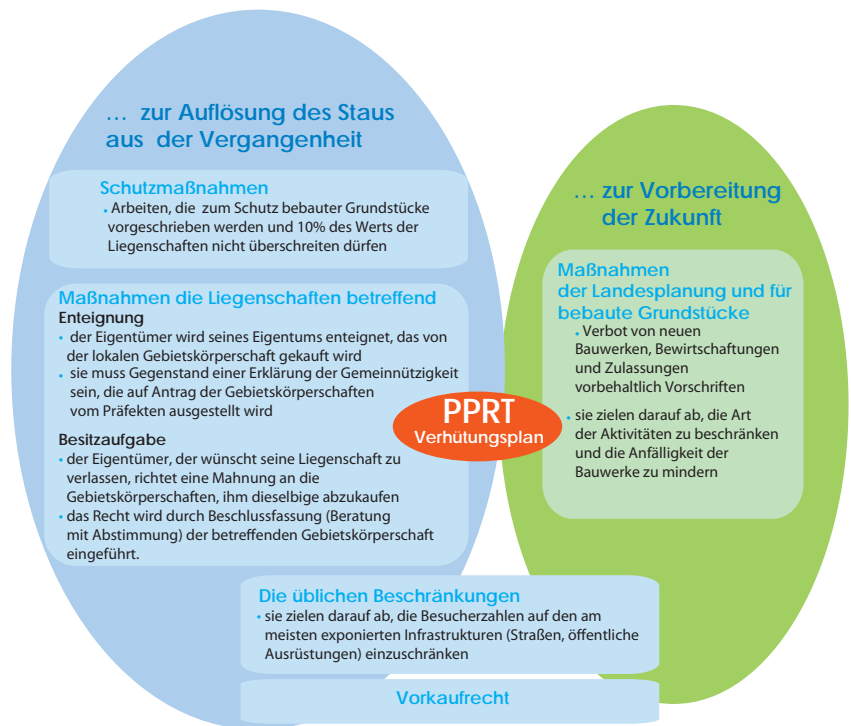 ... zur Auflösung des Staus
aus der Vergangenheit
Schutzmaßnahmen
• Arbeiten, die zum Schutz bebauter Grundstücke
vorgeschrieben werden und 10% des Werts der
Liegenschaften nicht überschreiten dürfen
Maßnahmen die Liegenschaften betreffend
Enteignung
• der Eigentümer wird seines Eigentums enteignet, das von
der lokalen Gebietskörperschaft gekauft wird
• sie muss Gegenstand einer Erklärung der Gemeinnützigkeit
sein, die auf Antrag der Gebietskörperschaften
vom Präfekten ausgestellt wird
Besitzaufgabe
• der Eigentümer, der wünscht seine Liegenschaft zu
verlassen, richtet eine Mahnung an die
Gebietskörperschaften, ihm dieselbige abzukaufen
• das Recht wird durch Beschlussfassung (Beratung
mit Abstimmung) der betreffenden Gebietskörperschaft
eingeführt.
PPRT
Verhütungsplan
... zur Vorbereitung
der Zukunft
Maßnahmen
der Landesplanung und für
bebaute Grundstücke
• Verbot von neuen
Bauwerken, Bewirtschaftungen
und Zulassungen
vorbehaltlich Vorschriften
• sie zielen darauf ab, die Art
der Aktivitäten zu beschränken
und die Anfälligkeit der
Bauwerke zu mindern
Die üblichen Beschränkungen
• sie zielen darauf ab, die Besucherzahlen auf den am
meisten exponierten Infrastrukturen (Straßen, öffentliche
Ausrüstungen) einzuschränken
Vorkaufrecht